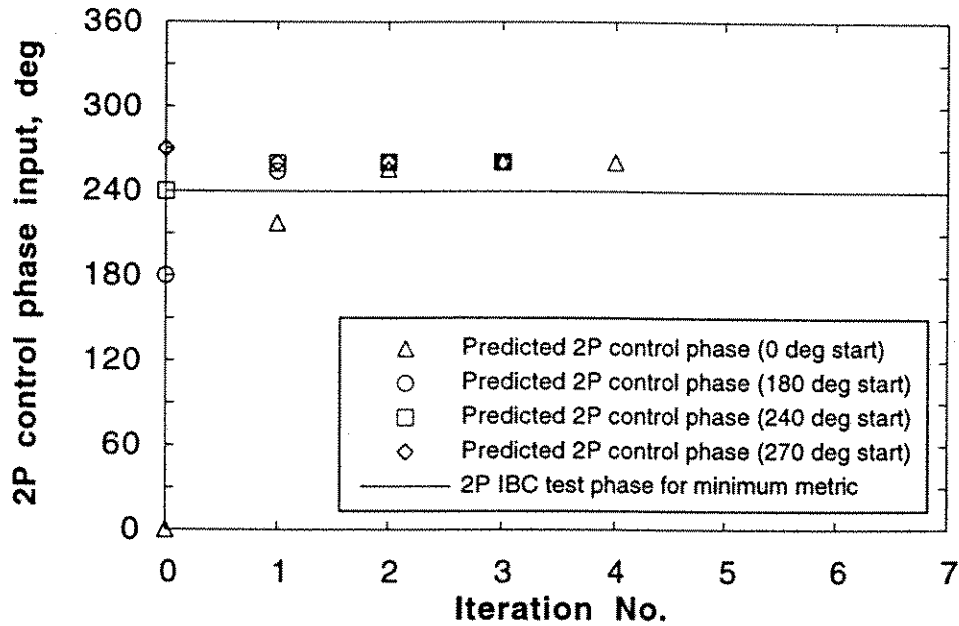 2P control phase input, deg
360
300
240
180
120
60
0
Predicted 2P control phase (0 deg start)
Predicted 2P control phase (180 deg start)
Predicted 2P control phase (240 deg start)
Predicted 2P control phase (270 deg start)
2P IBC test phase for minimum metric
0 1 2 3 4 5 6 7
Iteration No.